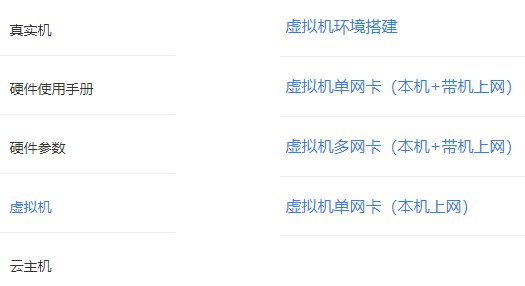 真实机
硬件使用手册
硬件参数
虚拟机
云主机
虚拟机环境搭建
虚拟机单网卡（本机+带机上网）
虚拟机多网卡（本机+带机上网）
虚拟机单网卡（本机上网）